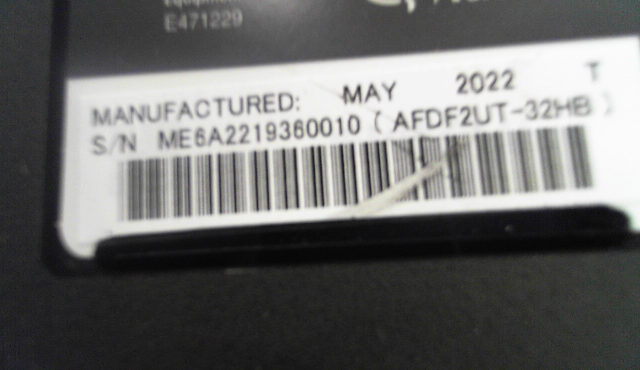 E471229
MANUFACTURED: MAY 2022 T
S/N ME6A2219360010 ( AFDF2UT-32HB )